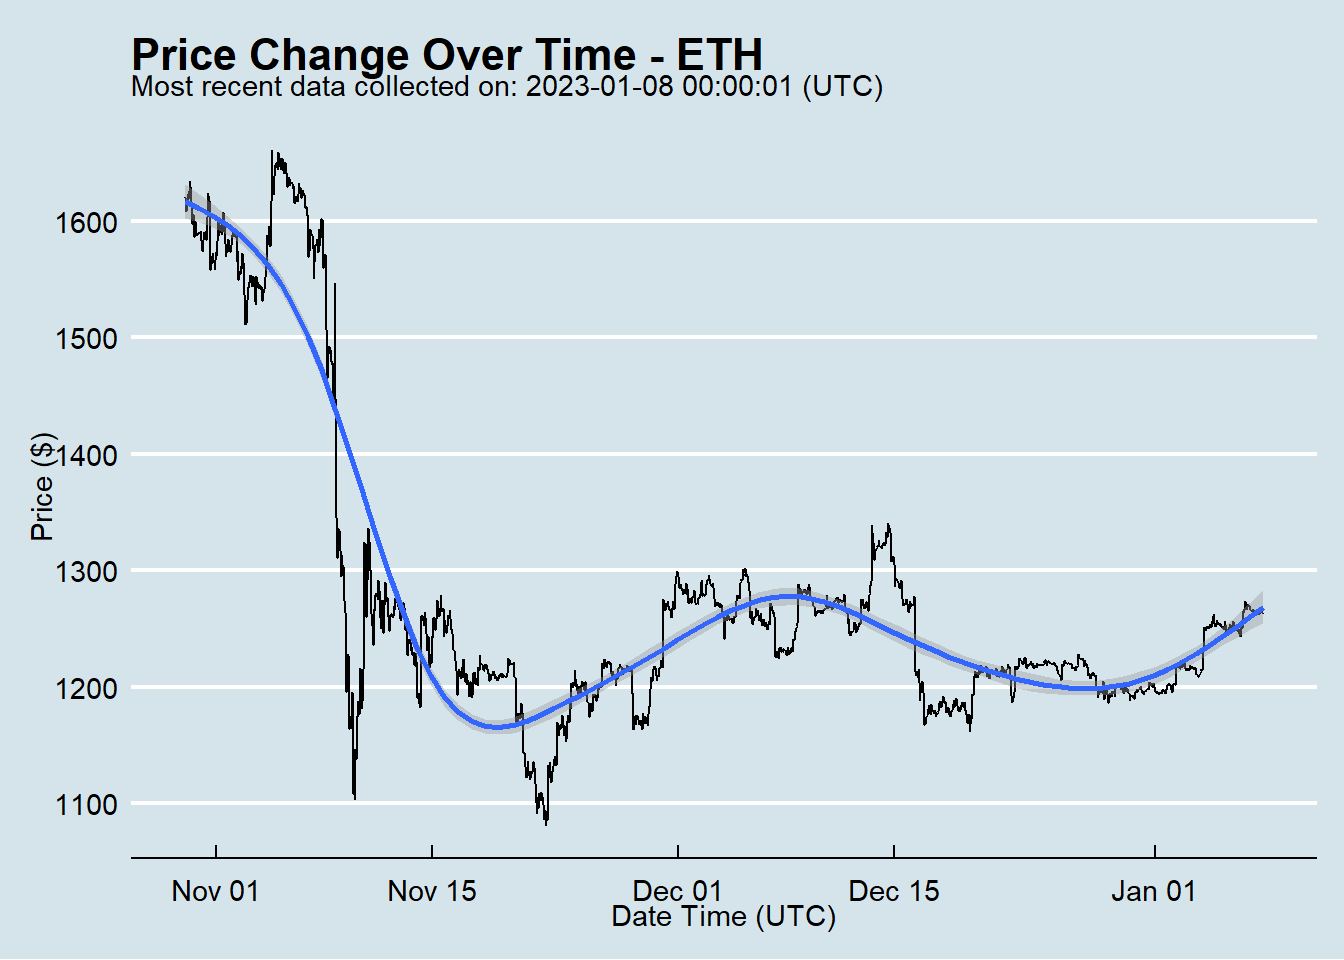 Price Change Over Time - ETH
Most recent data collected on: 2023-01-08 00:00:01 (UTC)
Price ($)
1600
1500
1400
1300
1200
1100
Nov 01
Nov 15
Dec 01
Dec 15
Jan 01
Date Time (UTC)